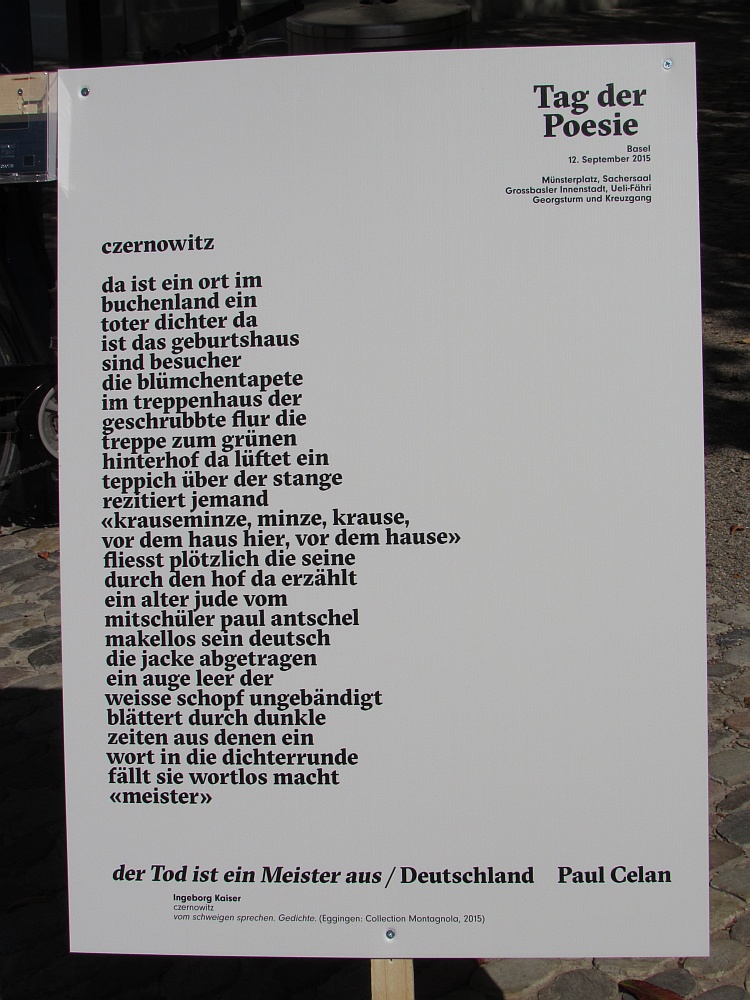 Tag der
Poesie
Basel
12. September 2015
Münsterplatz, Sachersaal
Grossbasler Innenstadt, Ueli-Fähri
Georgsturm und Kreuzgang
czernowitz
da ist ein ort im
buchenland ein
toter dichter da
ist das geburtshaus
sind besucher
die blümchentapete
im treppenhaus der
geschrubbte flur die
treppe zum grünen
hinterhof da lüftet ein
teppich über der stange
rezitiert jemand
«krauseminze, minze, krause,
vor dem haus hier, vor dem hause»
fliesst plötzlich die seine
durch den hof da erzählt
ein alter jude vom
mitschüler paul antschel
makellos sein deutsch
die jacke abgetragen
ein auge leer der
weisse schopf ungebändigt
blättert durch dunkle
zeiten aus denen ein
wort in die dichterrunde
fällt sie wortlos macht
«meister»
der Tod ist ein Meister aus / Deutschland Paul Celan
Ingeborg Kaiser
czernowitz
vom schweigen sprechen. Gedichte. (Eggingen: Collection Montagnola, 2015)